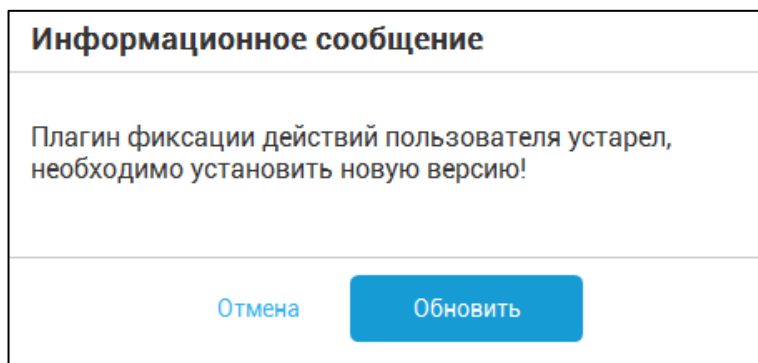 Информационное сообщение
Плагин фиксации действий пользователя устарел,
необходимо установить новую версию!
Отмена
Обновить